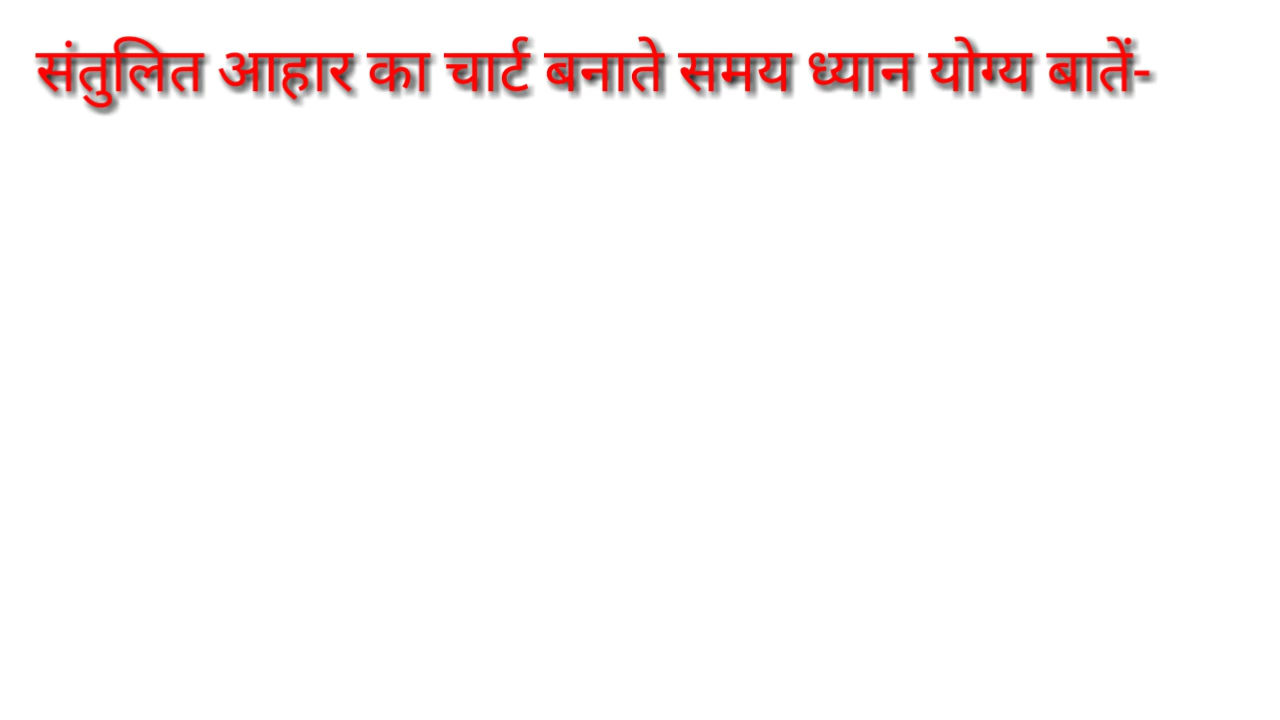 संतुलित आहार का चार्ट बनाते समय ध्यान योग्य बातें-